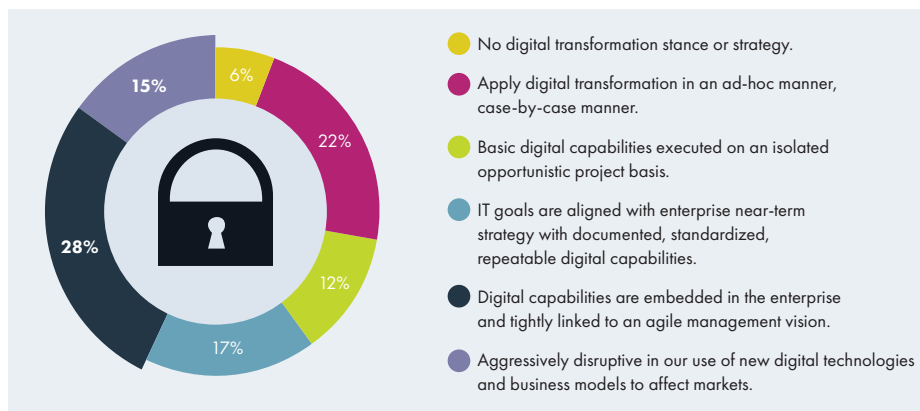 6%
22%
12%
17%
28%
15%
No digital transformation stance or strategy.
Apply digital transformation in an ad-hoc manner,
case-by-case manner.
Basic digital capabilities executed on an isolated
opportunistic project basis.
IT goals are aligned with enterprise near-term
strategy with documented, standardized,
repeatable digital capabilities.
Digital capabilities are embedded in the enterprise
and tightly linked to an agile management vision.
Aggressively disruptive in our use of new digital technologies
and business models to affect markets.